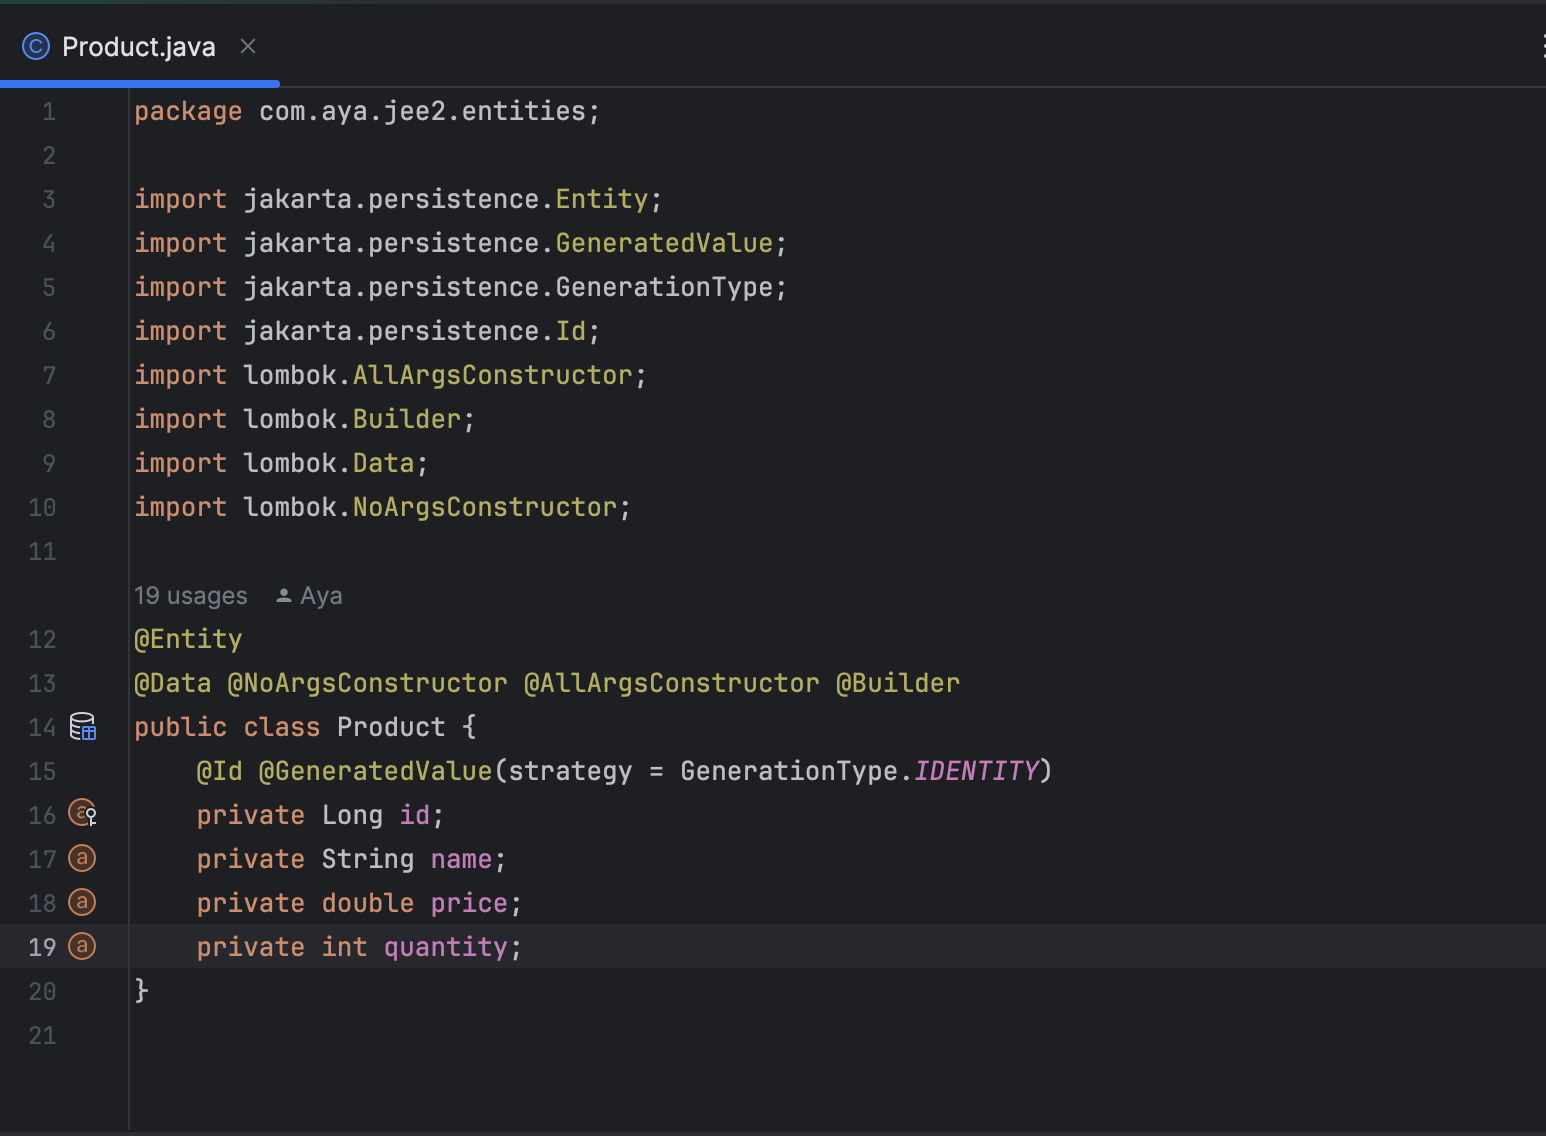 Product.java
1 package com.aya.jee2.entities;
2
3 import jakarta.persistence.Entity;
4 import jakarta.persistence.GeneratedValue;
5 import jakarta.persistence.GenerationType;
6 import jakarta.persistence.Id;
7 import lombok.AllArgsConstructor;
8 import lombok.Builder;
9 import lombok.Data;
10 import lombok.NoArgsConstructor;
11
19 usages Aya
12 @Entity
13 @Data @NoArgsConstructor @AllArgsConstructor @Builder
14 public class Product {
15     @Id @GeneratedValue(strategy = GenerationType.IDENTITY)
16     private Long id;
17     private String name;
18     private double price;
19     private int quantity;
20 }
21